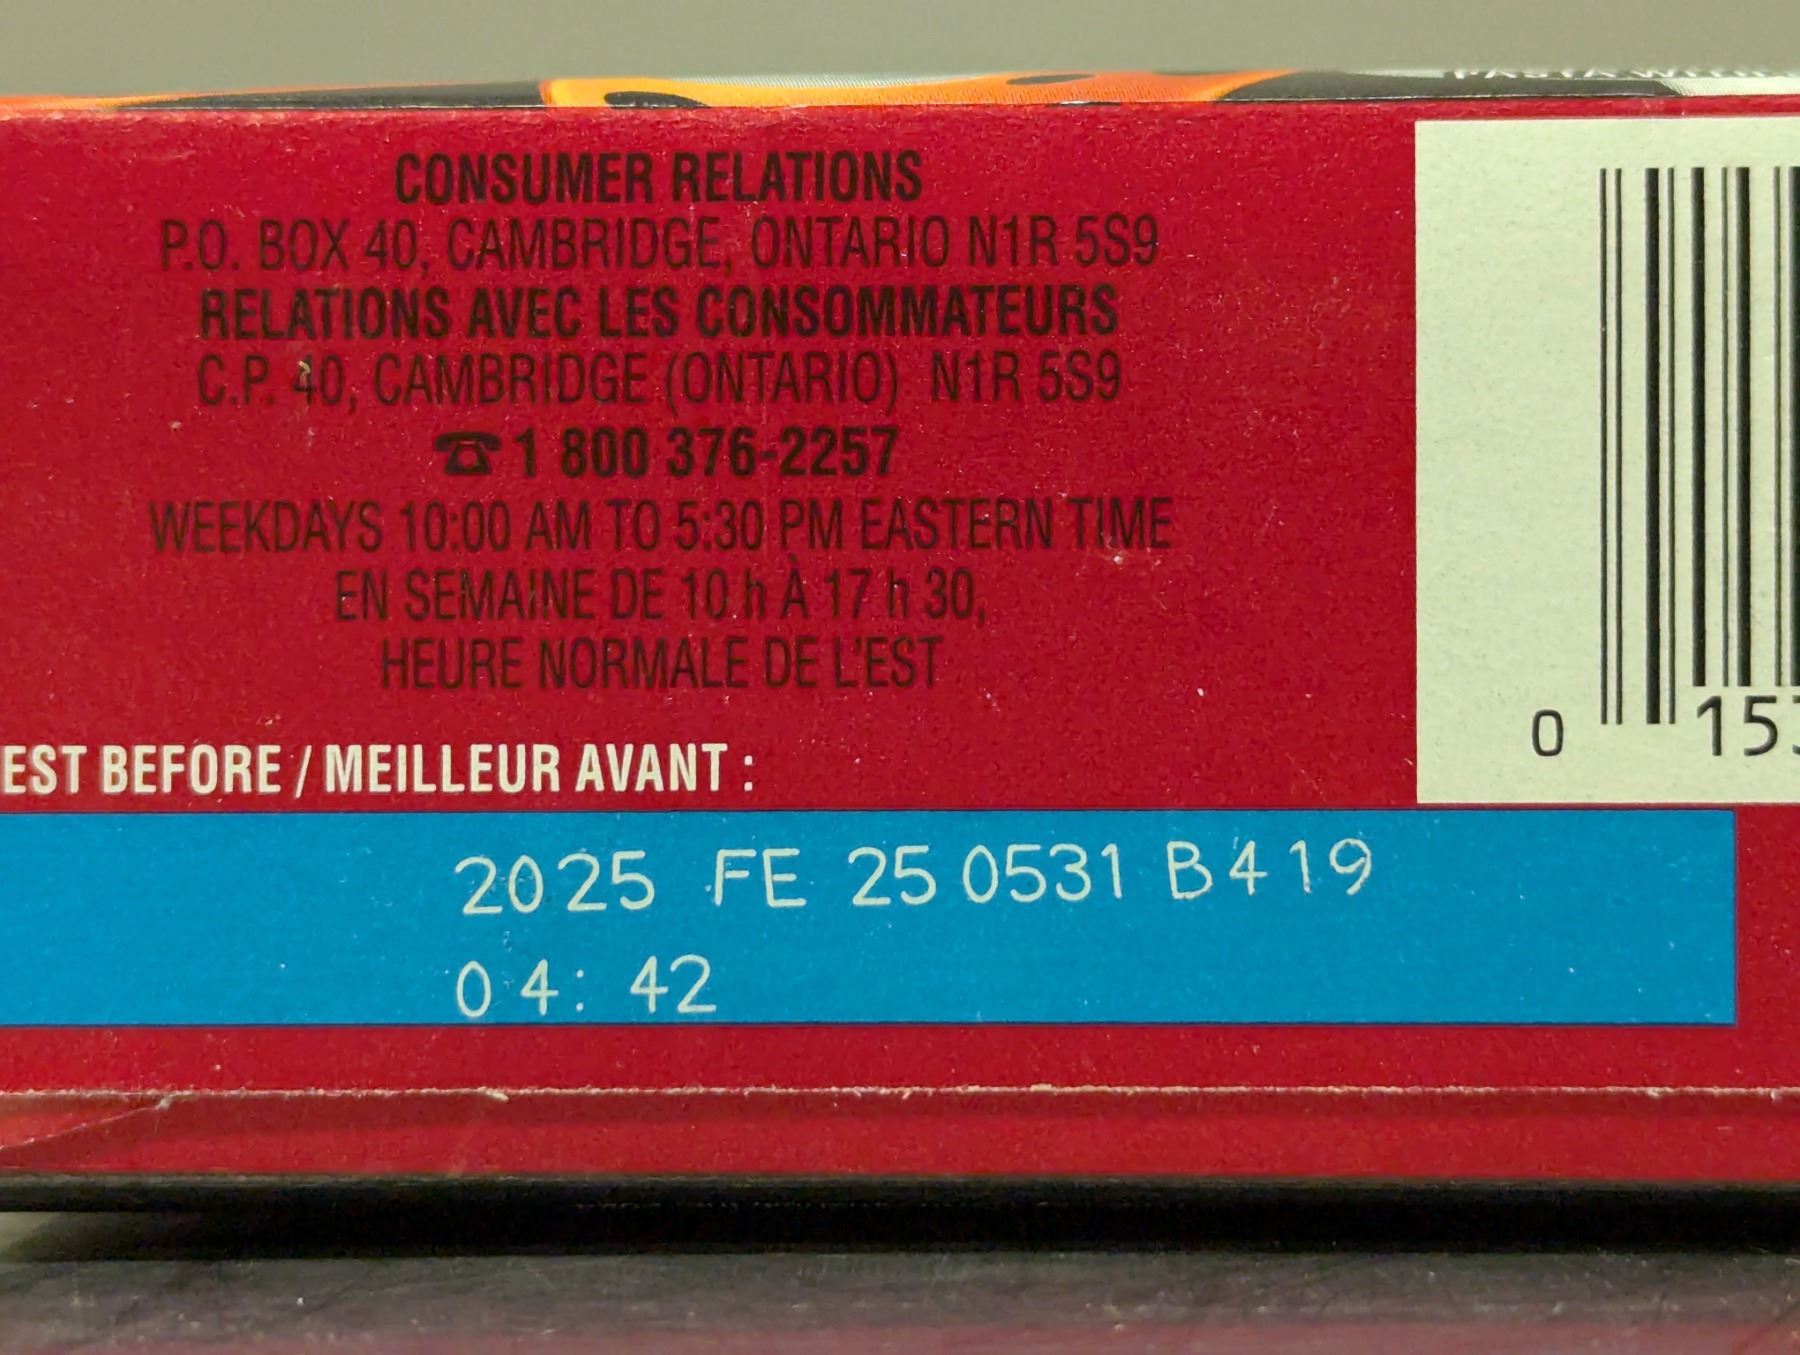 CONSUMER RELATIONS
P.O. BOX 40, CAMBRIDGE, ONTARIO N1R 5S9
RELATIONS AVEC LES CONSOMMATEURS
C.P. 40, CAMBRIDGE (ONTARIO) N1R 5S9
☎1 800 376-2257
WEEKDAYS 10:00 AM TO 5:30 PM EASTERN TIME
EN SEMAINE DE 10 h À 17 h 30,
HEURE NORMALE DE L'EST
0 15
EST BEFORE / MEILLEUR AVANT :
2025 FE 25 0531 B419
04: 42